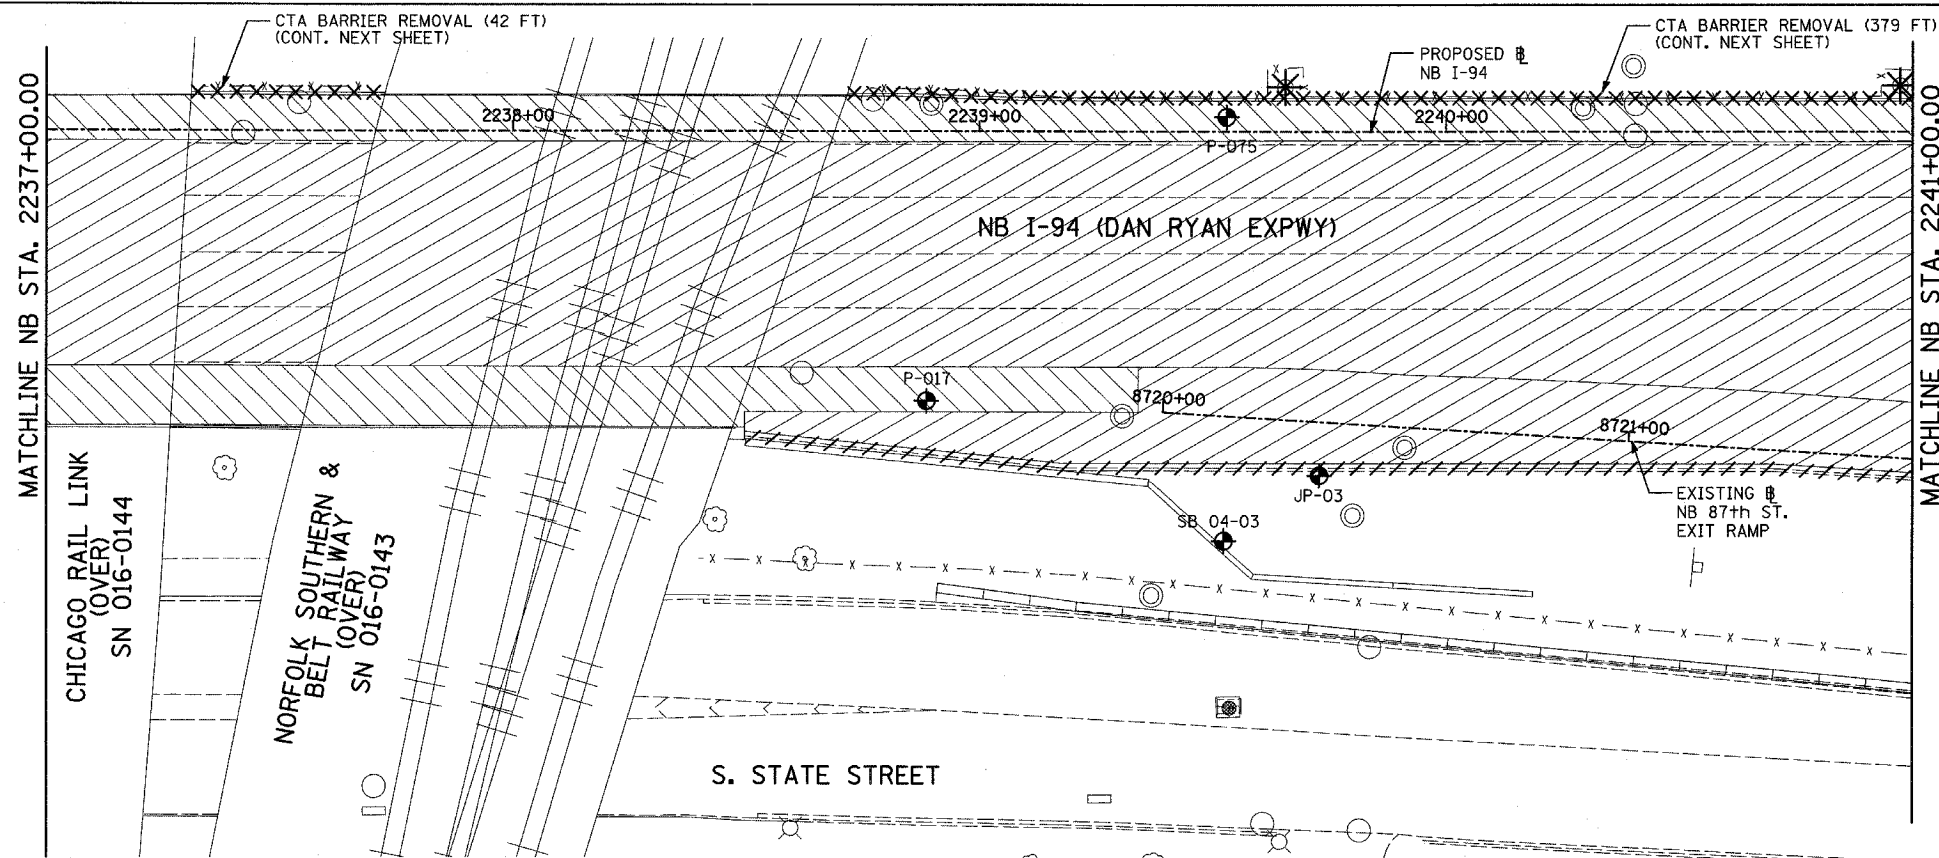 CTA BARRIER REMOVAL (42 FT)
(CONT. NEXT SHEET)
CTA BARRIER REMOVAL (379 FT)
(CONT. NEXT SHEET)
PROPOSED ℄
NB I-94
MATCHLINE NB STA. 2237+00.00
2238+00
2239+00
2240+00
P-075
MATCHLINE NB STA. 2241+00.00
NB I-94 (DAN RYAN EXPWY)
P-017
8720+00
8721+00
JP-03
SB 04-03
EXISTING ℄
NB 87th ST.
EXIT RAMP
CHICAGO RAIL LINK
(OVER)
SN 016-0144
NORFOLK SOUTHERN &
BELT RAILWAY
(OVER)
SN 016-0143
S. STATE STREET